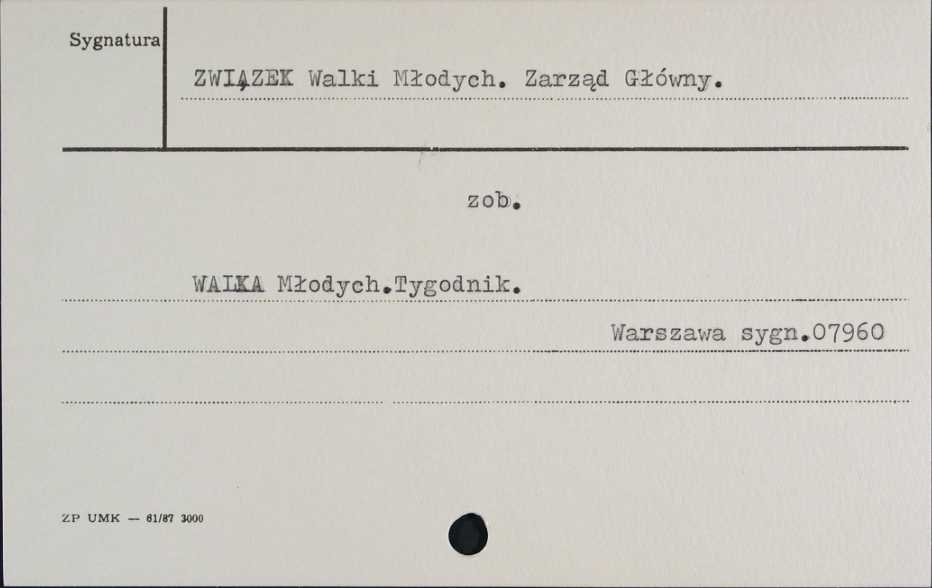 Sygnatura
ZWIĄZEK Walki Młodych. Zarząd Główny.
zob.
WALKA Młodych.Tygodnik.
Warszawa sygn.07960
ZP UMK — 61/87 3000